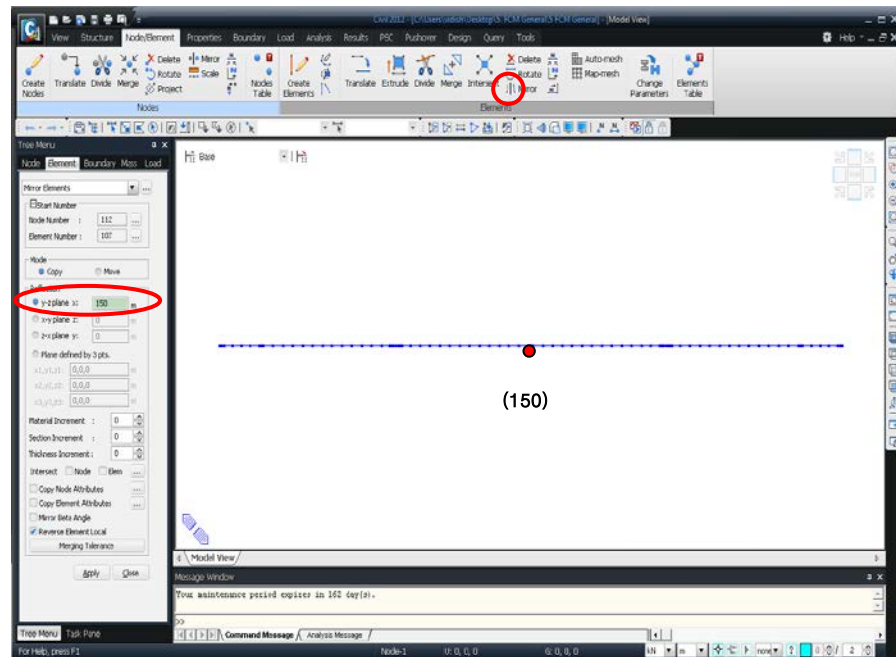 Civil 2012 - [C:\Users\sidish\Desktop\5. FCM General\5 FCM General] - [Model View]
View Structure Node/Element Properties Boundary Load Analysis Results PSC Pushover Design Query Tools Help
Create Nodes Translate Divide Merge Delete Rotate Project Mirror Scale Nodes Table Create Elements Translate Extrude Divide Merge Intersect Delete Rotate Mirror Auto-mesh Map-mesh Change Parameters Elements Table
Nodes Elements
Tree Menu
Node Element Boundary Mass Load
Base
Mirror Elements
Start Number
Node Number : 112
Element Number : 107
Mode
Copy Move
Reflection
y-z plane x: 150 m
x-y plane z: 0 m
z-x plane y: 0 m
Plane defined by 3 pts.
x1,y1,z1: 0,0,0 m
x2,y2,z2: 0,0,0 m
x3,y3,z3: 0,0,0 m
(150)
Material Increment : 0
Section Increment : 0
Thickness Increment : 0
Intersect Node Elem
Copy Node Attributes
Copy Element Attributes
Mirror Beta Angle
Reverse Element Local
Merging Tolerance
Apply Close
Model View
Message Window
Your maintenance period expires in 162 day(s).
>>
Tree Menu Task Pane
Command Message Analysis Message
For Help, press F1 Node-1 U: 0, 0, 0 G: 0, 0, 0 kN m none ? 0 / 2